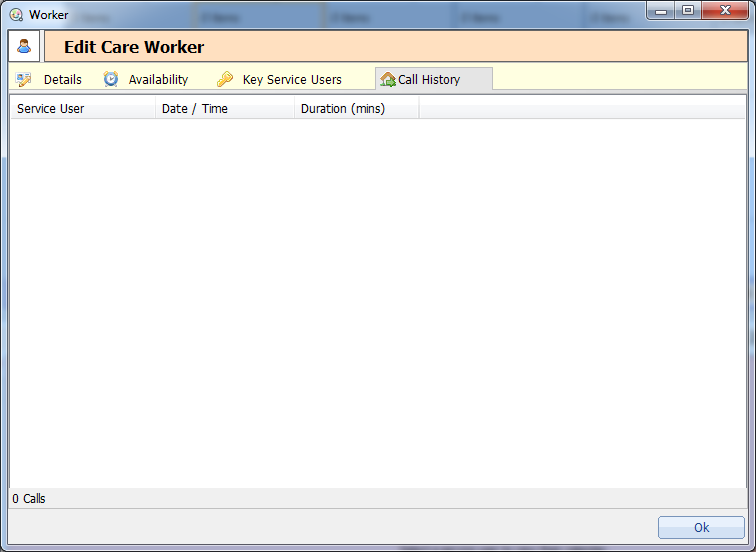 Worker
Edit Care Worker
Details Availability Key Service Users Call History
Service User Date / Time Duration (mins)
0 Calls
Ok